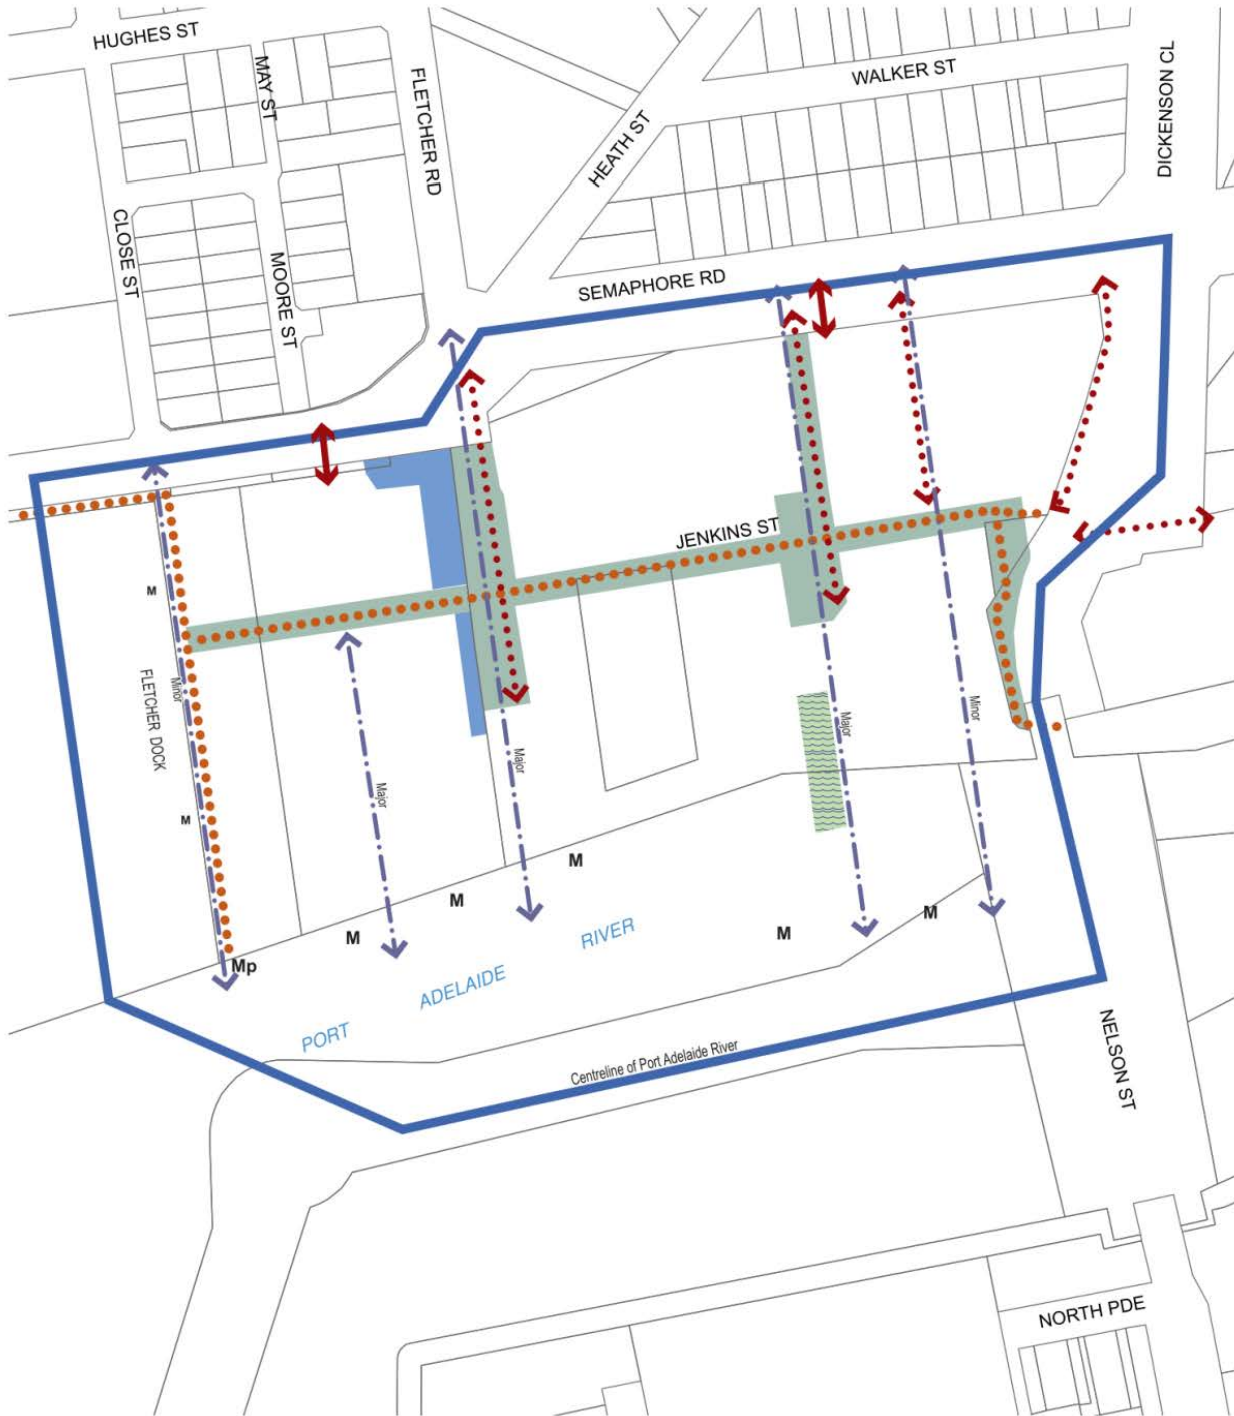 HUGHES ST
MAY ST
FLETCHER RD
HEATH ST
WALKER ST
DICKENSON CL
CLOSE ST
MOORE ST
SEMAPHORE RD
JENKINS ST
M
FLETCHER DOCK
Minor
M
Major
Major
Major
Minor
M
M
M
M
M
Mp
PORT ADELAIDE RIVER
Centreline of Port Adelaide River
NELSON ST
NORTH PDE